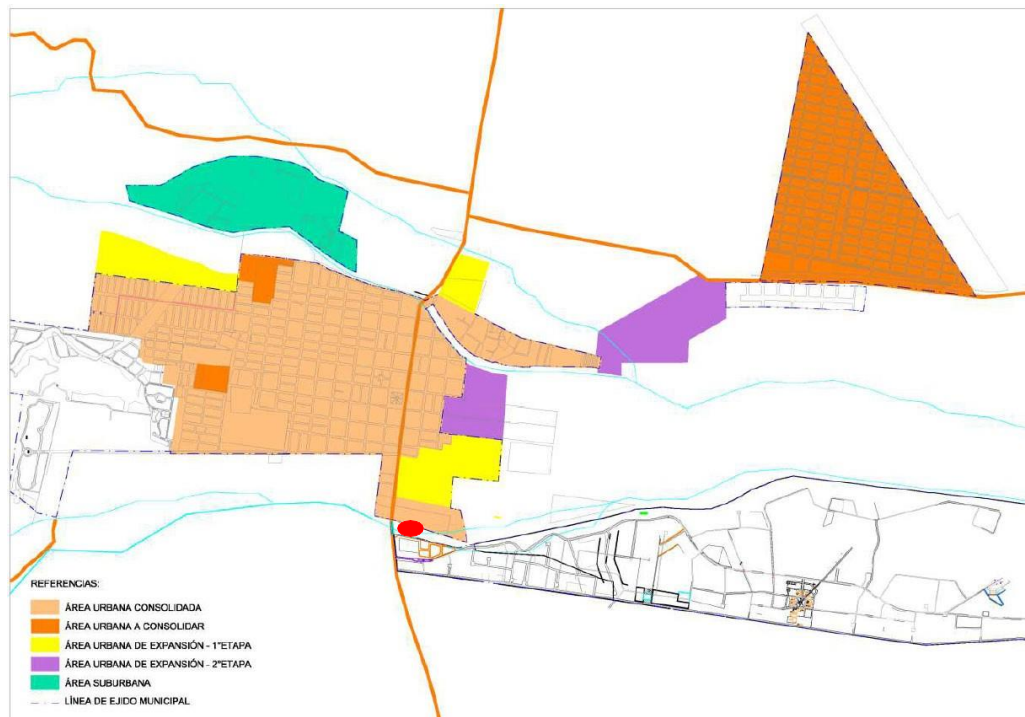 REFERENCIAS:
ÁREA URBANA CONSOLIDADA
ÁREA URBANA A CONSOLIDAR
ÁREA URBANA DE EXPANSIÓN - 1°ETAPA
ÁREA URBANA DE EXPANSIÓN - 2°ETAPA
ÁREA SUBURBANA
LÍNEA DE EJIDO MUNICIPAL